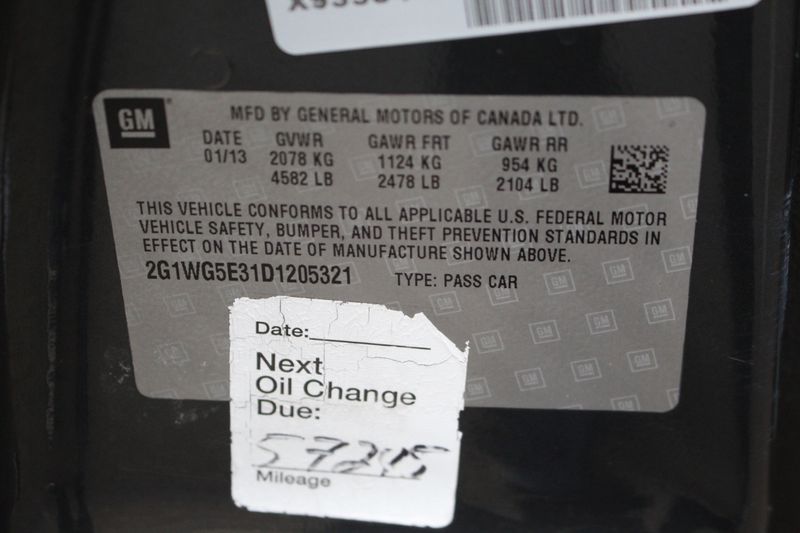 GM
MFD BY GENERAL MOTORS OF CANADA LTD.
DATE GVWR GAWR FRT GAWR RR
01/13 2078 KG 1124 KG 954 KG
4582 LB 2478 LB 2104 LB
THIS VEHICLE CONFORMS TO ALL APPLICABLE U.S. FEDERAL MOTOR
VEHICLE SAFETY, BUMPER, AND THEFT PREVENTION STANDARDS IN
EFFECT ON THE DATE OF MANUFACTURE SHOWN ABOVE.
2G1WG5E31D1205321 TYPE: PASS CAR
Date:
Next
Oil Change
Due:
Mileage